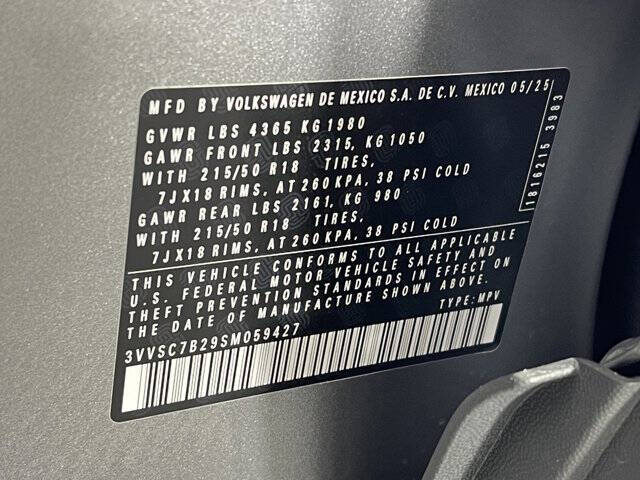 MFD BY VOLKSWAGEN DE MEXICO S.A. DE C.V. MEXICO 05/25
GVWR LBS 4365 KG 1980
GAWR FRONT LBS 2315, KG 1050
WITH 215/50 R18 TIRES,
7JX18 RIMS, AT 260 KPA, 38 PSI COLD
GAWR REAR LBS 2161, KG 980
WITH 215/50 R18 TIRES,
7JX18 RIMS, AT 260 KPA, 38 PSI COLD
THIS VEHICLE CONFORMS TO ALL APPLICABLE
U.S. FEDERAL MOTOR VEHICLE SAFETY AND
THEFT PREVENTION STANDARDS IN EFFECT ON
THE DATE OF MANUFACTURE SHOWN ABOVE.
3VVSC7B29SM059427 TYPE: MPV
1816215 3983